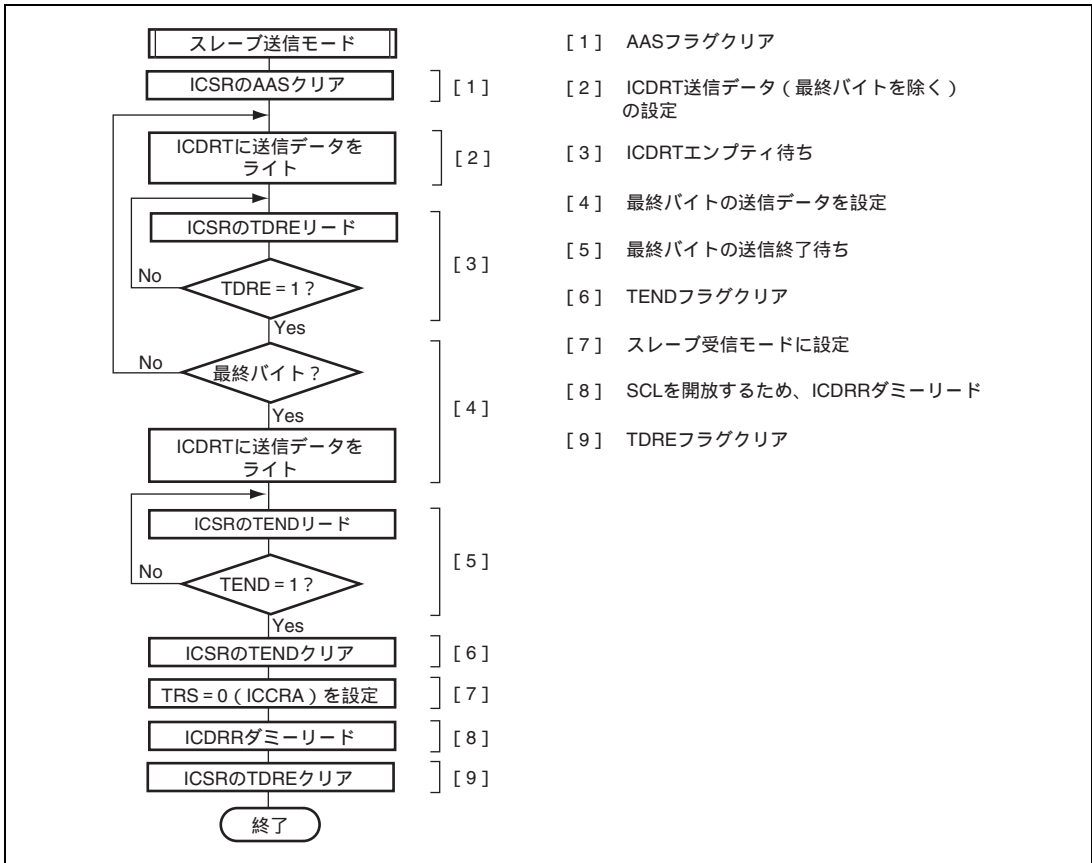 スレーブ送信モード
ICSRのAASクリア
[1]
ICDRTに送信データを
ライト
[2]
ICSRのTDREリード
[3]
No
TDRE = 1 ?
Yes
No
最終バイト ?
[4]
Yes
ICDRTに送信データを
ライト
ICSRのTENDリード
[5]
No
TEND = 1 ?
Yes
ICSRのTENDクリア
[6]
TRS = 0 ( ICCRA ) を設定
[7]
ICDRRダミーリード
[8]
ICSRのTDREクリア
[9]
終了
[1] AASフラグクリア
[2] ICDRT送信データ ( 最終バイトを除く )
の設定
[3] ICDRTエンプティ待ち
[4] 最終バイトの送信データを設定
[5] 最終バイトの送信終了待ち
[6] TENDフラグクリア
[7] スレーブ受信モードに設定
[8] SCLを開放するため、ICDRRダミーリード
[9] TDREフラグクリア